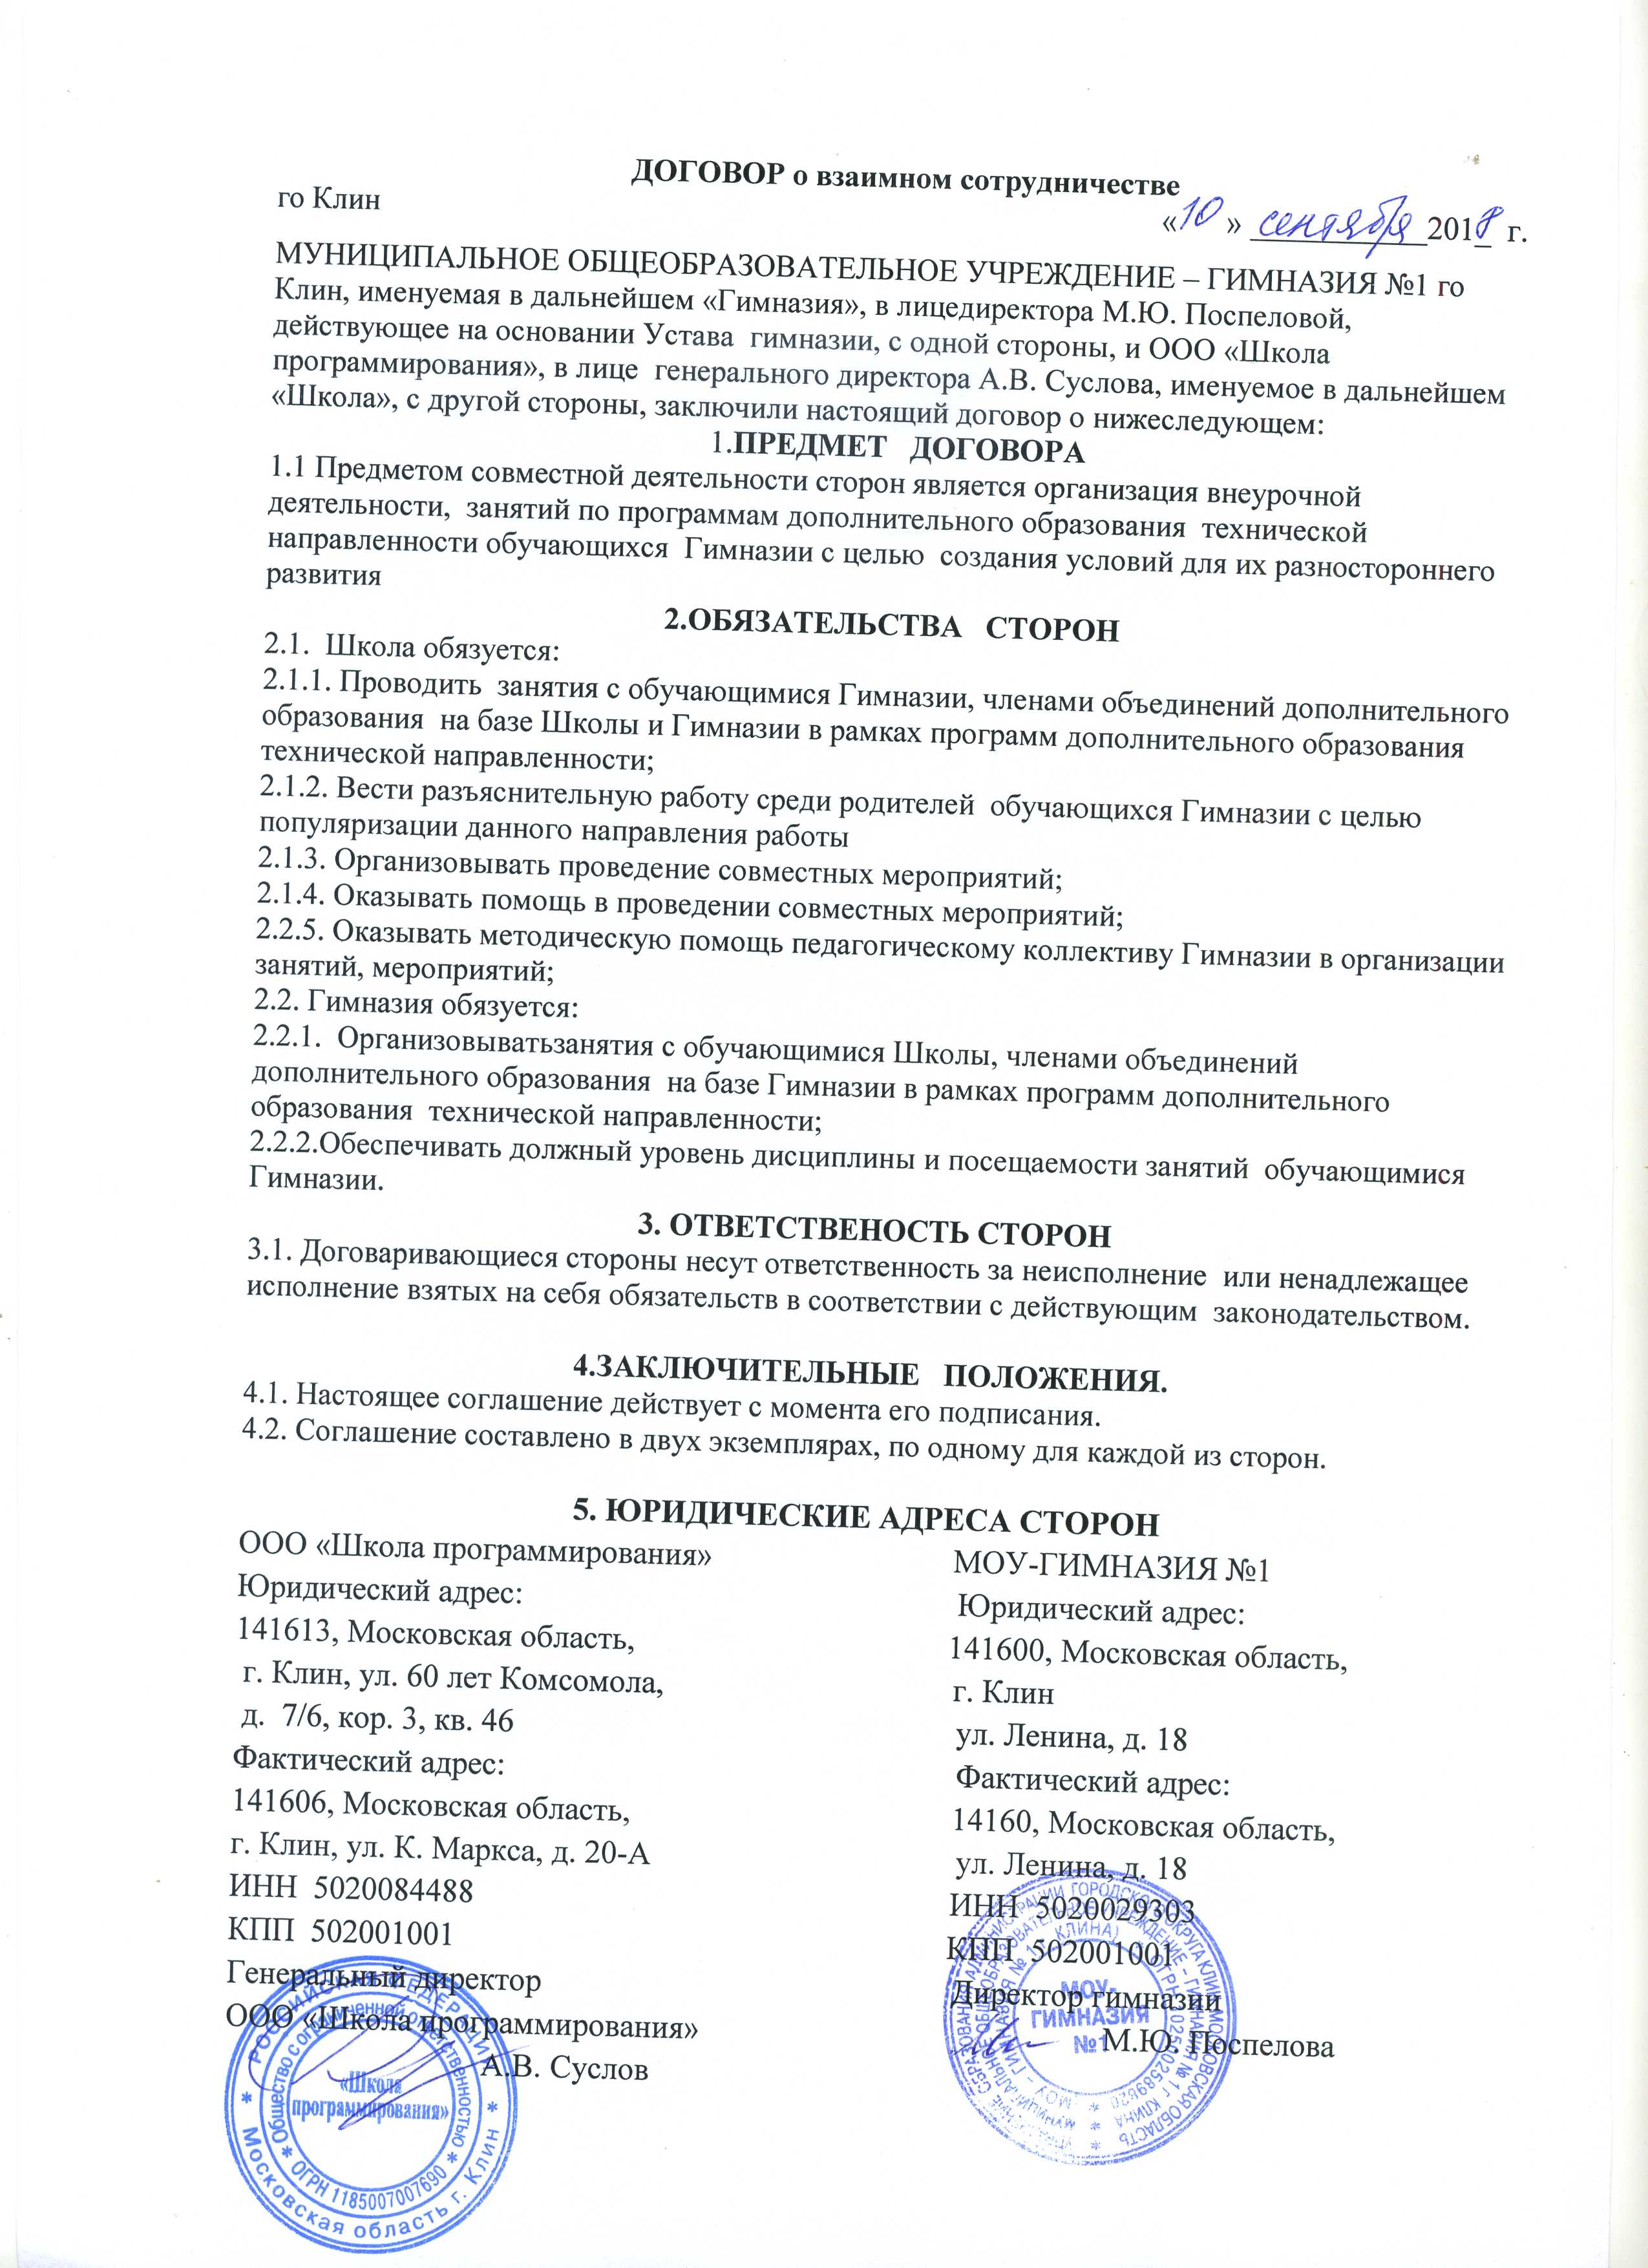 ДОГОВОР о взаимном сотрудничестве
го Клин «10» сентября 2018 г.
МУНИЦИПАЛЬНОЕ ОБЩЕОБРАЗОВАТЕЛЬНОЕ УЧРЕЖДЕНИЕ – ГИМНАЗИЯ №1 го
Клин, именуемая в дальнейшем «Гимназия», в лицедиректора М.Ю. Поспеловой,
действующее на основании Устава гимназии, с одной стороны, и ООО «Школа
программирования», в лице генерального директора А.В. Суслова, именуемое в дальнейшем
«Школа», с другой стороны, заключили настоящий договор о нижеследующем:
1.ПРЕДМЕТ ДОГОВОРА
1.1 Предметом совместной деятельности сторон является организация внеурочной
деятельности, занятий по программам дополнительного образования технической
направленности обучающихся Гимназии с целью создания условий для их разностороннего
развития
2.ОБЯЗАТЕЛЬСТВА СТОРОН
2.1. Школа обязуется:
2.1.1. Проводить занятия с обучающимися Гимназии, членами объединений дополнительного
образования на базе Школы и Гимназии в рамках программ дополнительного образования
технической направленности;
2.1.2. Вести разъяснительную работу среди родителей обучающихся Гимназии с целью
популяризации данного направления работы
2.1.3. Организовывать проведение совместных мероприятий;
2.1.4. Оказывать помощь в проведении совместных мероприятий;
2.2.5. Оказывать методическую помощь педагогическому коллективу Гимназии в организации
занятий, мероприятий;
2.2. Гимназия обязуется:
2.2.1. Организовыватьзанятия с обучающимися Школы, членами объединений
дополнительного образования на базе Гимназии в рамках программ дополнительного
образования технической направленности;
2.2.2.Обеспечивать должный уровень дисциплины и посещаемости занятий обучающимися
Гимназии.
3. ОТВЕТСТВЕНОСТЬ СТОРОН
3.1. Договаривающиеся стороны несут ответственность за неисполнение или ненадлежащее
исполнение взятых на себя обязательств в соответствии с действующим законодательством.
4.ЗАКЛЮЧИТЕЛЬНЫЕ ПОЛОЖЕНИЯ.
4.1. Настоящее соглашение действует с момента его подписания.
4.2. Соглашение составлено в двух экземплярах, по одному для каждой из сторон.
5. ЮРИДИЧЕСКИЕ АДРЕСА СТОРОН
ООО «Школа программирования»
Юридический адрес:
141613, Московская область,
г. Клин, ул. 60 лет Комсомола,
д. 7/6, кор. 3, кв. 46
Фактический адрес:
141606, Московская область,
г. Клин, ул. К. Маркса, д. 20-А
ИНН 5020084488
КПП 502001001
Генеральный директор
ООО «Школа программирования»
А.В. Суслов
РОССИЙСКАЯ ФЕДЕРАЦИЯ
Общество с ограниченной ответственностью
«Школа
программирования»
ОГРН 1185007007690
Московская область г. Клин
МОУ-ГИМНАЗИЯ №1
Юридический адрес:
141600, Московская область,
г. Клин
ул. Ленина, д. 18
Фактический адрес:
14160, Московская область,
ул. Ленина, д. 18
ИНН 5020029303
КПП 502001001
Директор гимназии
М.Ю. Поспелова
МОУ-
ГИМНАЗИЯ
№1